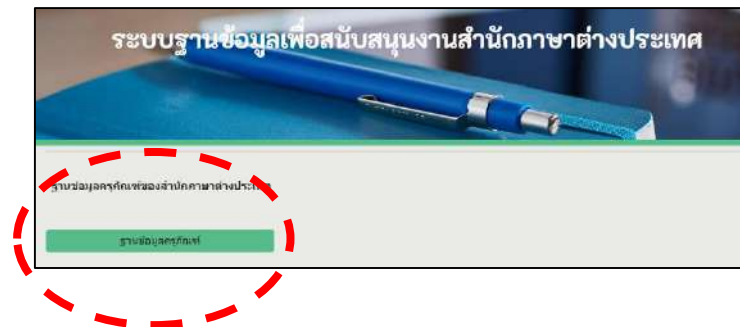 ระบบฐานข้อมูลเพื่อสนับสนุนงานสำนักภาษาต่างประเทศ
ฐานข้อมูลครุภัณฑ์ของสำนักภาษาต่างประเทศ
ฐานข้อมูลครุภัณฑ์